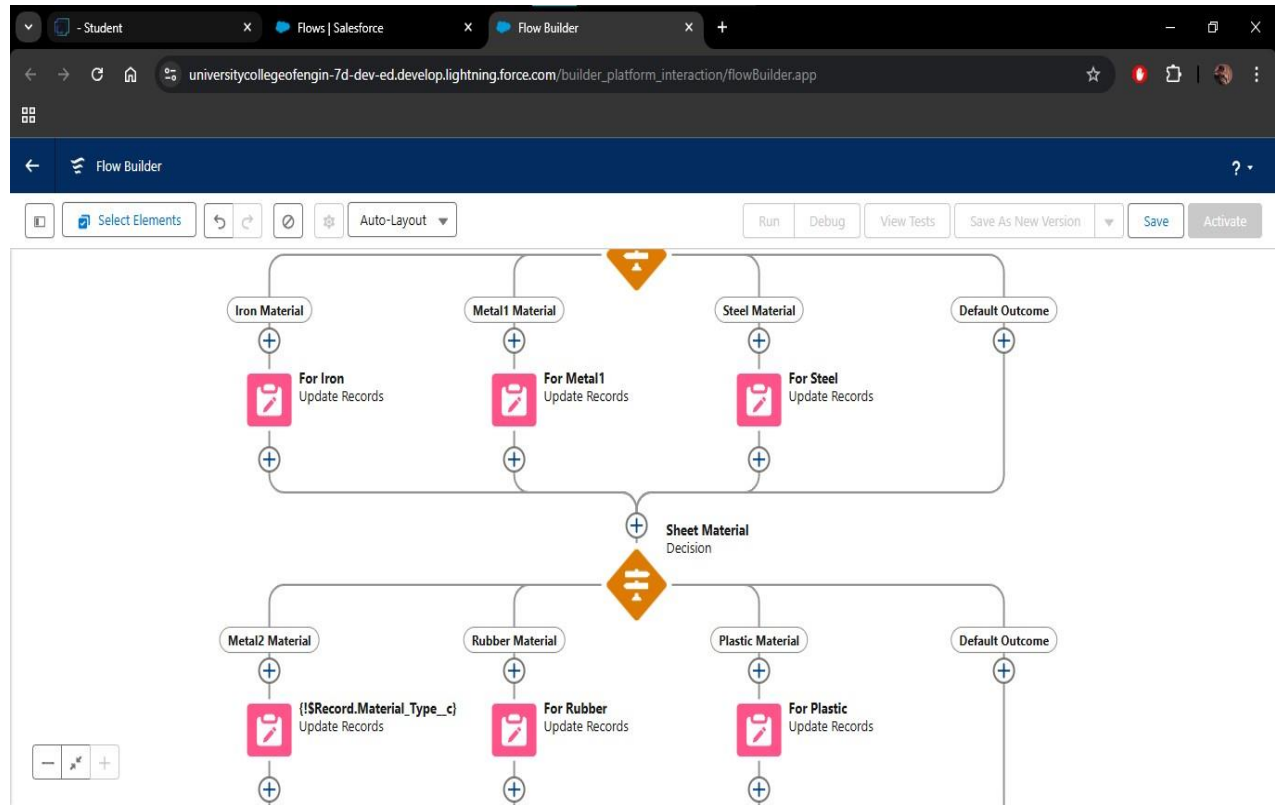 - Student
Flows | Salesforce
Flow Builder
universitycollegeofengin-7d-dev-ed.develop.lightning.force.com/builder_platform_interaction/flowBuilder.app
Flow Builder
?
Select Elements
Auto-Layout
Run
Debug
View Tests
Save As New Version
Save
Activate
Iron Material
Metal1 Material
Steel Material
Default Outcome
For Iron
Update Records
For Metal1
Update Records
For Steel
Update Records
Sheet Material
Decision
Metal2 Material
Rubber Material
Plastic Material
Default Outcome
{!$Record.Material_Type__c}
Update Records
For Rubber
Update Records
For Plastic
Update Records